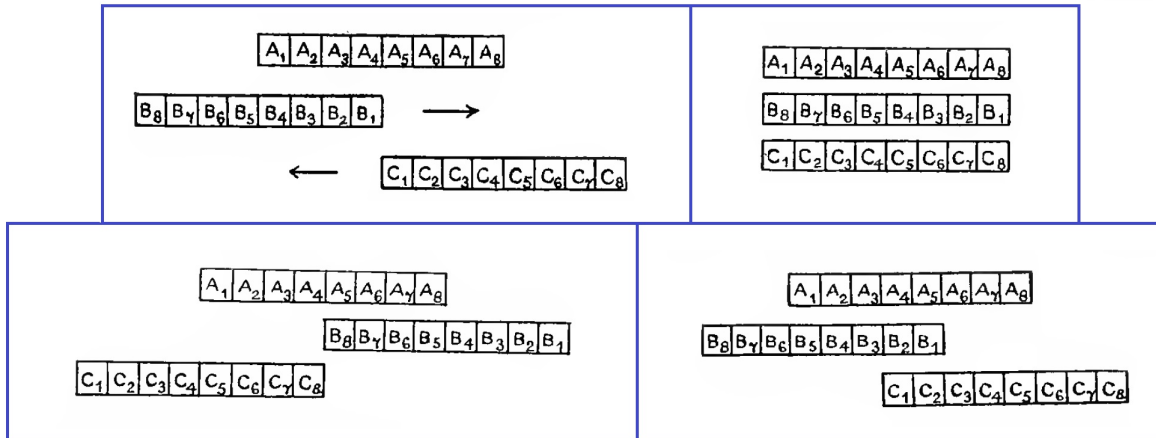 A₁ A₂ A₃ A₄ A₅ A₆ A₇ A₈
B₈ B₇ B₆ B₅ B₄ B₃ B₂ B₁
C₁ C₂ C₃ C₄ C₅ C₆ C₇ C₈
A₁ A₂ A₃ A₄ A₅ A₆ A₇ A₈
B₈ B₇ B₆ B₅ B₄ B₃ B₂ B₁
C₁ C₂ C₃ C₄ C₅ C₆ C₇ C₈
A₁ A₂ A₃ A₄ A₅ A₆ A₇ A₈
B₈ B₇ B₆ B₅ B₄ B₃ B₂ B₁
C₁ C₂ C₃ C₄ C₅ C₆ C₇ C₈
A₁ A₂ A₃ A₄ A₅ A₆ A₇ A₈
B₈ B₇ B₆ B₅ B₄ B₃ B₂ B₁
C₁ C₂ C₃ C₄ C₅ C₆ C₇ C₈